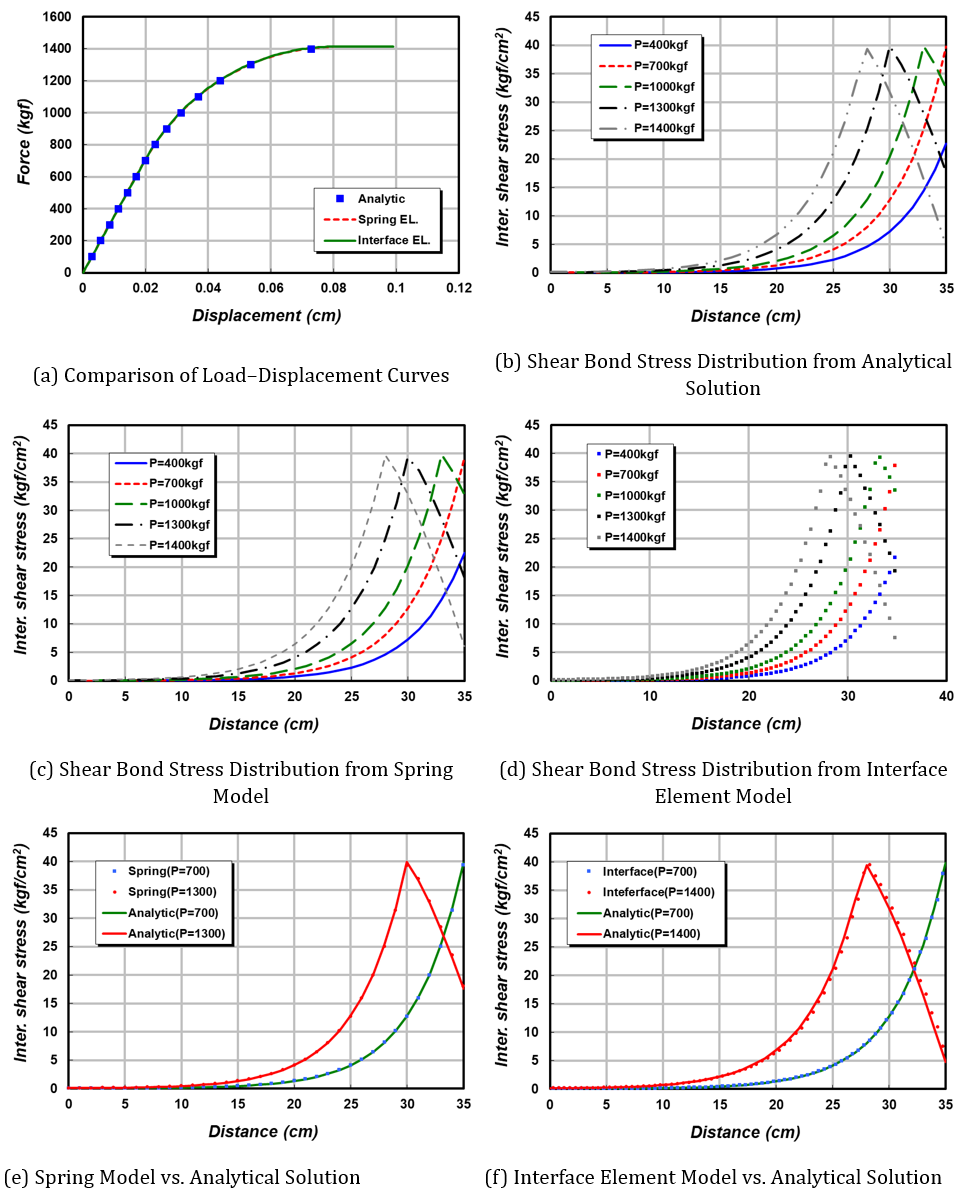 1600
1400
1200
1000
800
600
400
200
0
Force (kgf)
Analytic
Spring EL.
Interface EL.
0 0.02 0.04 0.06 0.08 0.1 0.12
Displacement (cm)
(a) Comparison of Load–Displacement Curves
45
40
35
30
25
20
15
10
5
0
Inter. shear stress (kgf/cm²)
P=400kgf
P=700kgf
P=1000kgf
P=1300kgf
P=1400kgf
0 5 10 15 20 25 30 35
Distance (cm)
(b) Shear Bond Stress Distribution from Analytical
Solution
45
40
35
30
25
20
15
10
5
0
Inter. shear stress (kgf/cm²)
P=400kgf
P=700kgf
P=1000kgf
P=1300kgf
P=1400kgf
0 5 10 15 20 25 30 35
Distance (cm)
(c) Shear Bond Stress Distribution from Spring
Model
45
40
35
30
25
20
15
10
5
0
Inter. shear stress (kgf/cm²)
P=400kgf
P=700kgf
P=1000kgf
P=1300kgf
P=1400kgf
0 10 20 30 40
Distance (cm)
(d) Shear Bond Stress Distribution from Interface
Element Model
45
40
35
30
25
20
15
10
5
0
Inter. shear stress (kgf/cm²)
Spring(P=700)
Spring(P=1300)
Analytic(P=700)
Analytic(P=1300)
0 5 10 15 20 25 30 35
Distance (cm)
(e) Spring Model vs. Analytical Solution
45
40
35
30
25
20
15
10
5
0
Inter. shear stress (kgf/cm²)
Interface(P=700)
Inteferface(P=1400)
Analytic(P=700)
Analytic(P=1400)
0 5 10 15 20 25 30 35
Distance (cm)
(f) Interface Element Model vs. Analytical Solution